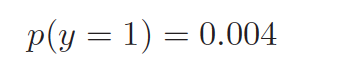 p(y = 1) = 0.004